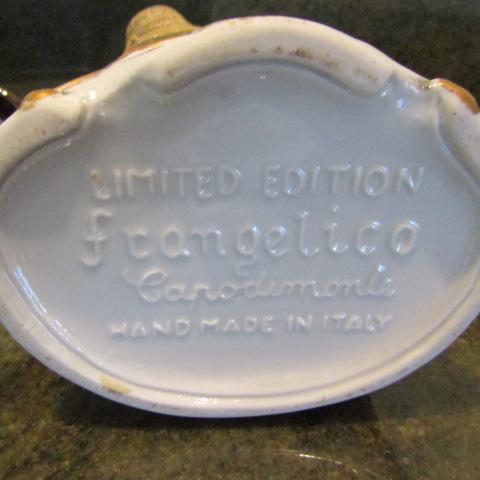 LIMITED EDITION
frangelico
Capodimonte
HAND MADE IN ITALY